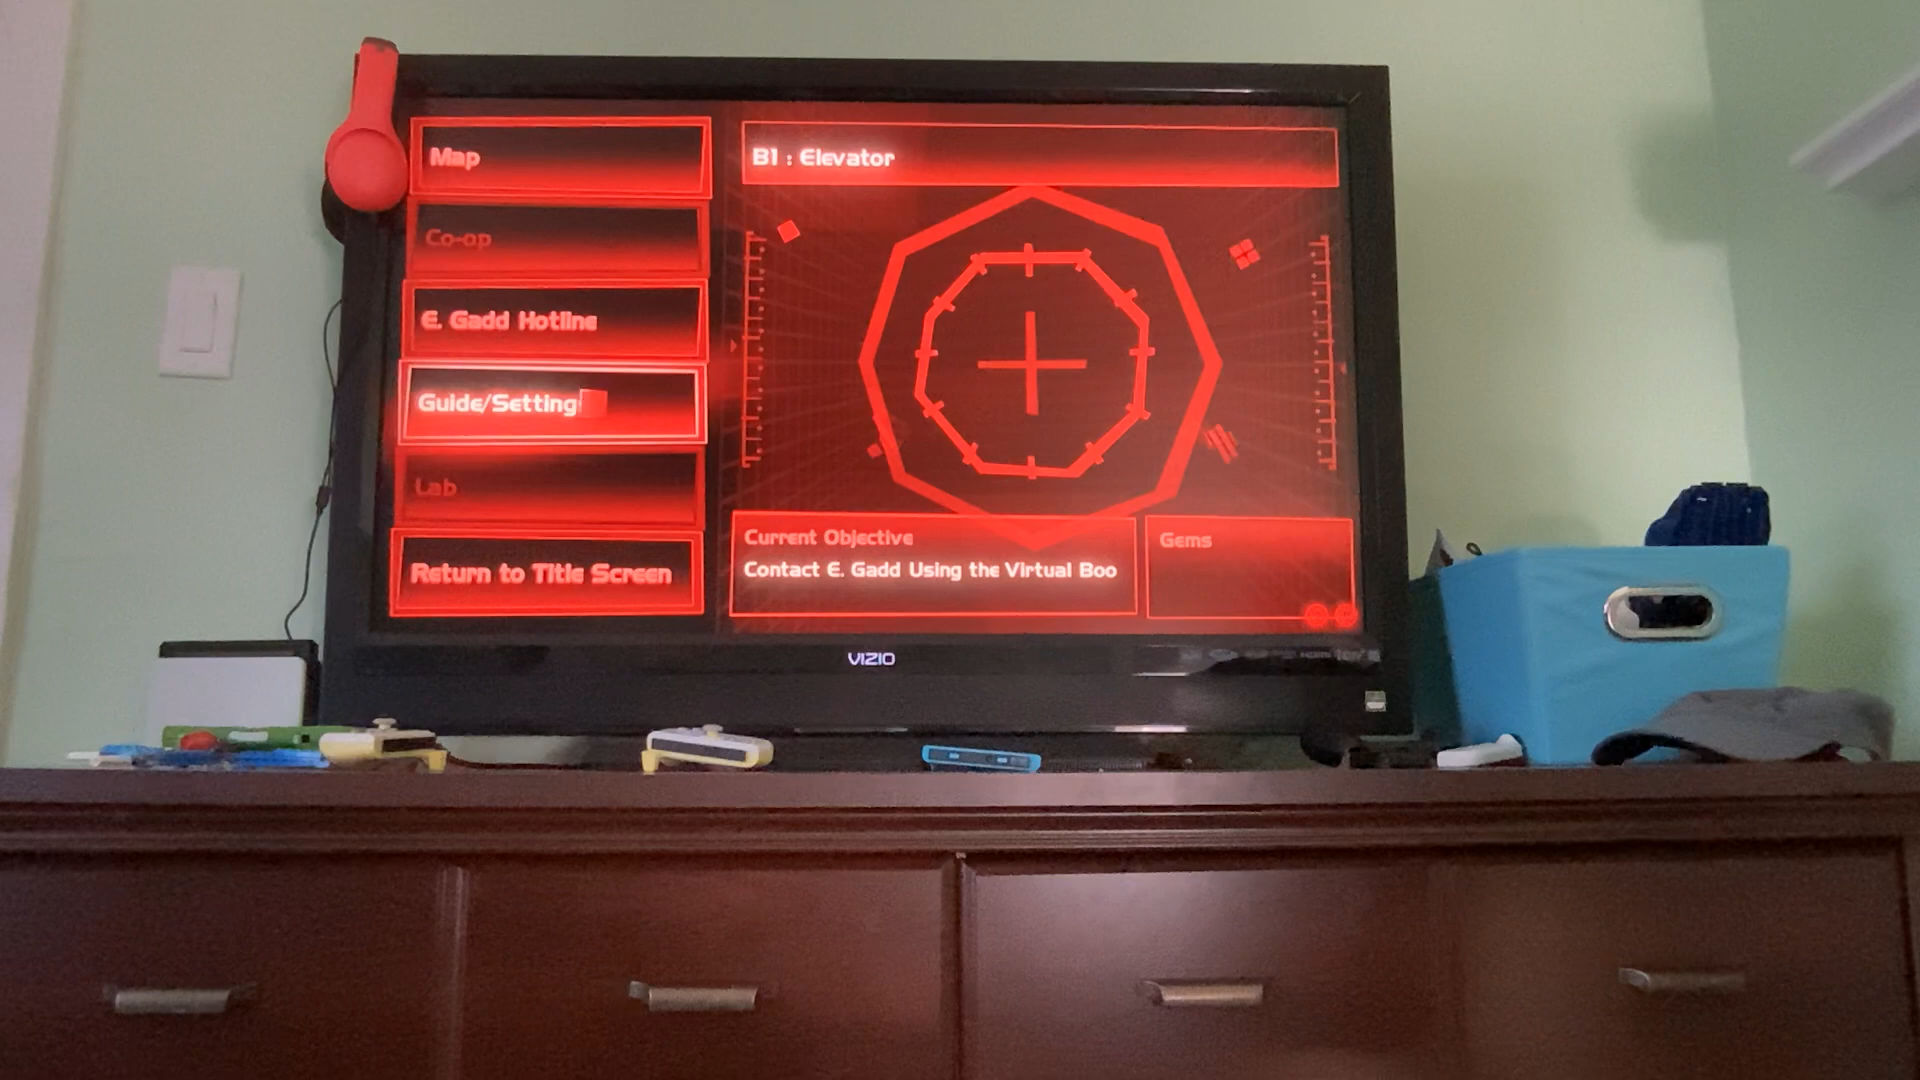 Map
B1 : Elevator
Co-op
E. Gadd Hotline
Guide/Setting
Lab
Return to Title Screen
Current Objective
Contact E. Gadd Using the Virtual Boo
Gems
VIZIO